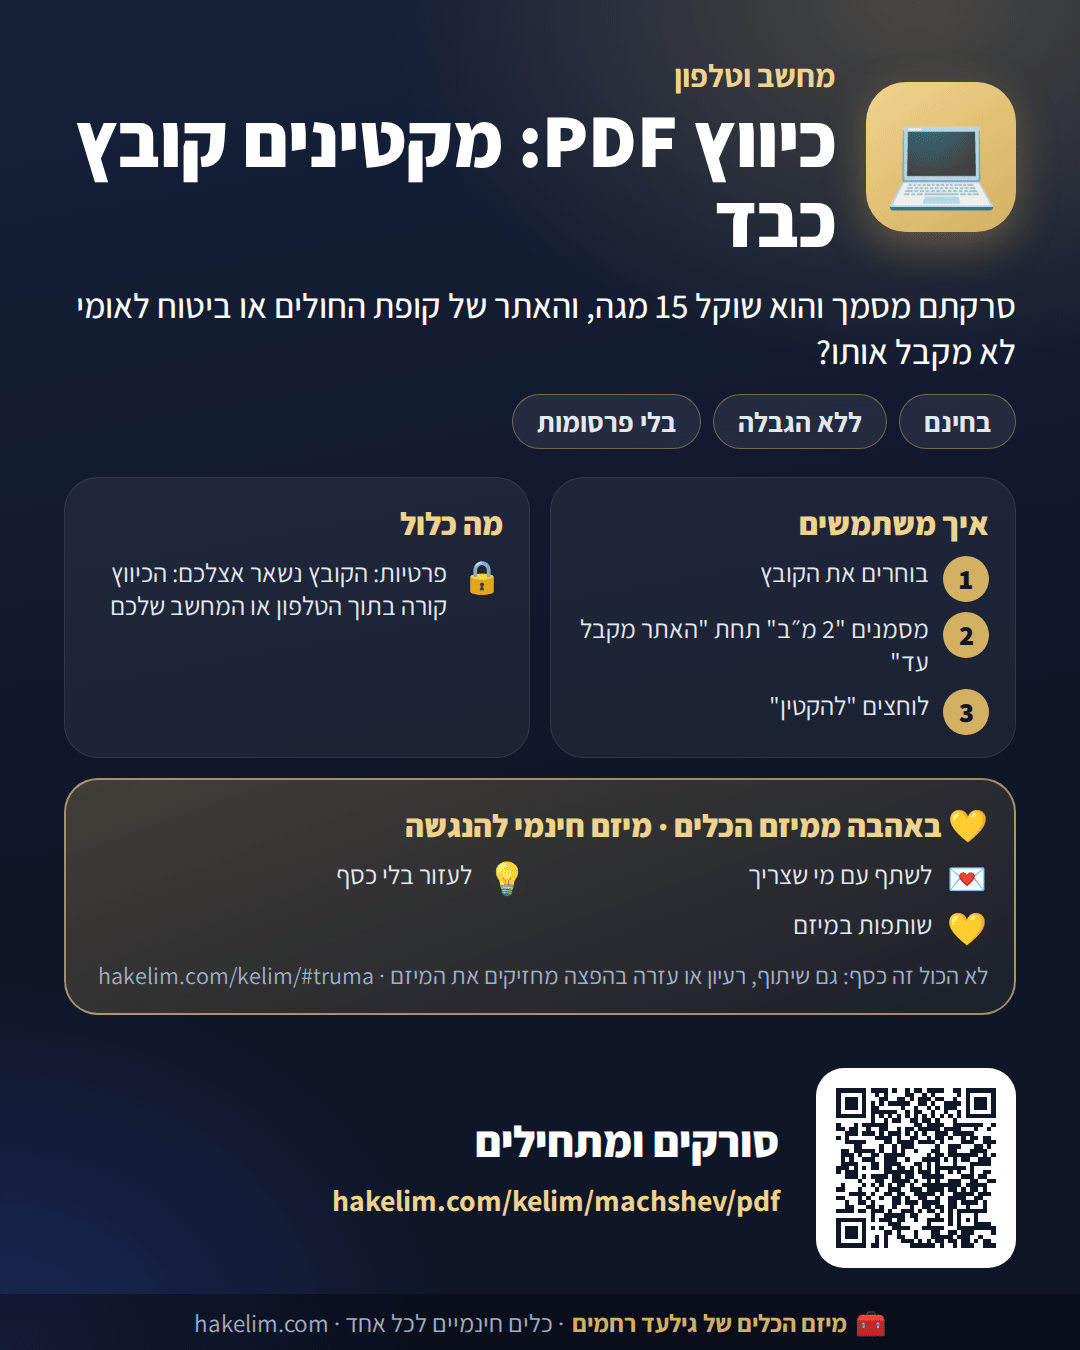 מחשב וטלפון
כיווץ PDF: מקטינים קובץ
כבד
סרקתם מסמך והוא שוקל 15 מגה, והאתר של קופת החולים או ביטוח לאומי
לא מקבל אותו?
בחינם
ללא הגבלה
בלי פרסומות
איך משתמשים
1 בוחרים את הקובץ
2 מסמנים "2 מ״ב" תחת "האתר מקבל
עד"
3 לוחצים "להקטין"
מה כלול
פרטיות: הקובץ נשאר אצלכם: הכיווץ
קורה בתוך הטלפון או המחשב שלכם
באהבה ממיזם הכלים · מיזם חינמי להנגשה
לשתף עם מי שצריך
לעזור בלי כסף
שותפות במיזם
לא הכול זה כסף: גם שיתוף, רעיון או עזרה בהפצה מחזיקים את המיזם · hakelim.com/kelim/#truma
סורקים ומתחילים
hakelim.com/kelim/machshev/pdf
מיזם הכלים של גילעד רחמים · כלים חינמיים לכל אחד · hakelim.com